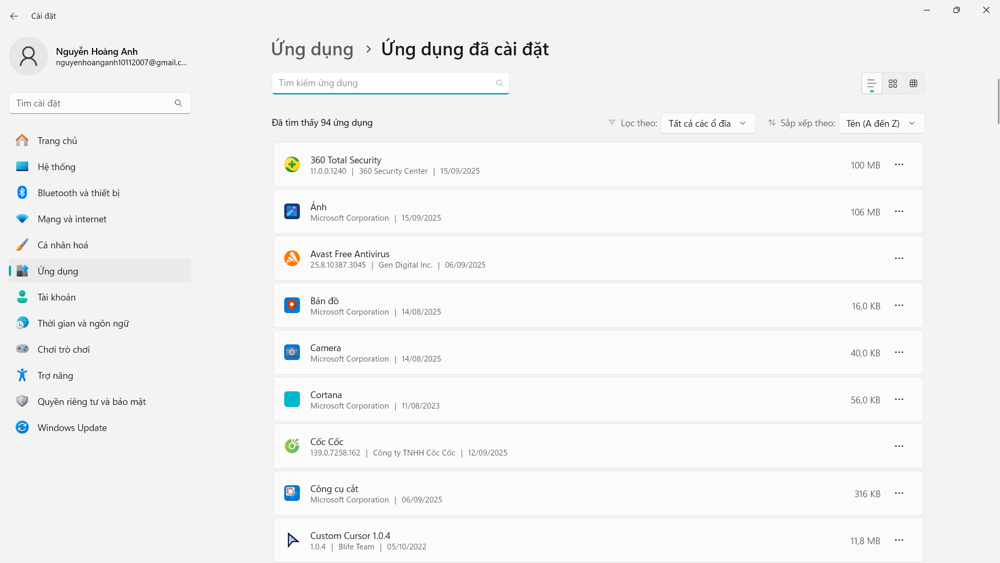 Cài đặt
Nguyễn Hoàng Anh
nguyenhoanganh10112007@gmail.c...
Tìm cài đặt
Trang chủ
Hệ thống
Bluetooth và thiết bị
Mạng và internet
Cá nhân hoá
Ứng dụng
Tài khoản
Thời gian và ngôn ngữ
Chơi trò chơi
Trợ năng
Quyền riêng tư và bảo mật
Windows Update
Ứng dụng > Ứng dụng đã cài đặt
Tìm kiếm ứng dụng
Đã tìm thấy 94 ứng dụng
Lọc theo: Tất cả các ổ đĩa
Sắp xếp theo: Tên (A đến Z)
360 Total Security
11.0.0.1240 | 360 Security Center | 15/09/2025
100 MB
Ảnh
Microsoft Corporation | 15/09/2025
106 MB
Avast Free Antivirus
25.8.10387.3045 | Gen Digital Inc. | 06/09/2025
Bản đồ
Microsoft Corporation | 14/08/2025
16,0 KB
Camera
Microsoft Corporation | 14/08/2025
40,0 KB
Cortana
Microsoft Corporation | 11/08/2023
56,0 KB
Cốc Cốc
139.0.7258.162 | Công ty TNHH Cốc Cốc | 12/09/2025
Công cụ cắt
Microsoft Corporation | 06/09/2025
316 KB
Custom Cursor 1.0.4
1.0.4 | Blife Team | 05/10/2022
11,8 MB